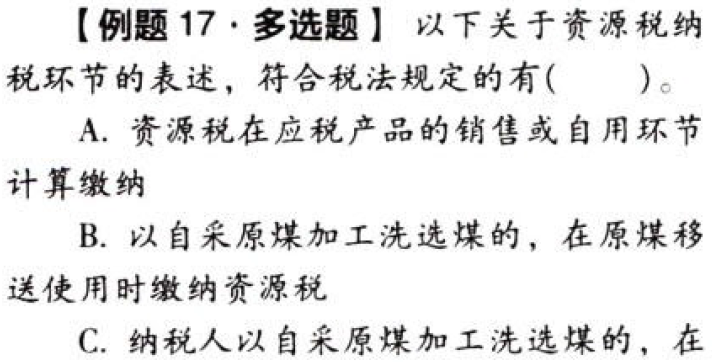 【例题 17·多选题】 以下关于资源税纳
税环节的表述，符合税法规定的有(　　)。
A. 资源税在应税产品的销售或自用环节
计算缴纳
B. 以自采原煤加工洗选煤的，在原煤移
送使用时缴纳资源税
C. 纳税人以自采原煤加工洗选煤的，在